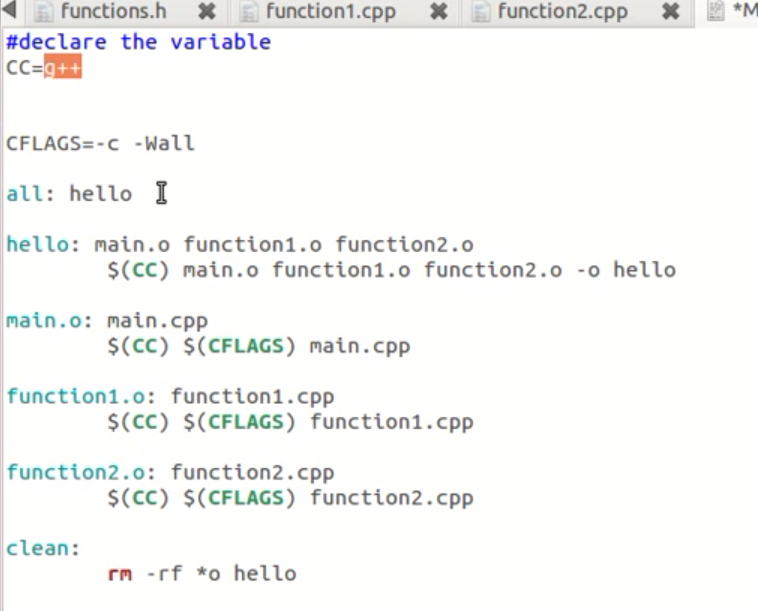 functions.h function1.cpp function2.cpp *M
#declare the variable
CC=g++
CFLAGS=-c -Wall
all: hello
hello: main.o function1.o function2.o
$(CC) main.o function1.o function2.o -o hello
main.o: main.cpp
$(CC) $(CFLAGS) main.cpp
function1.o: function1.cpp
$(CC) $(CFLAGS) function1.cpp
function2.o: function2.cpp
$(CC) $(CFLAGS) function2.cpp
clean:
rm -rf *o hello